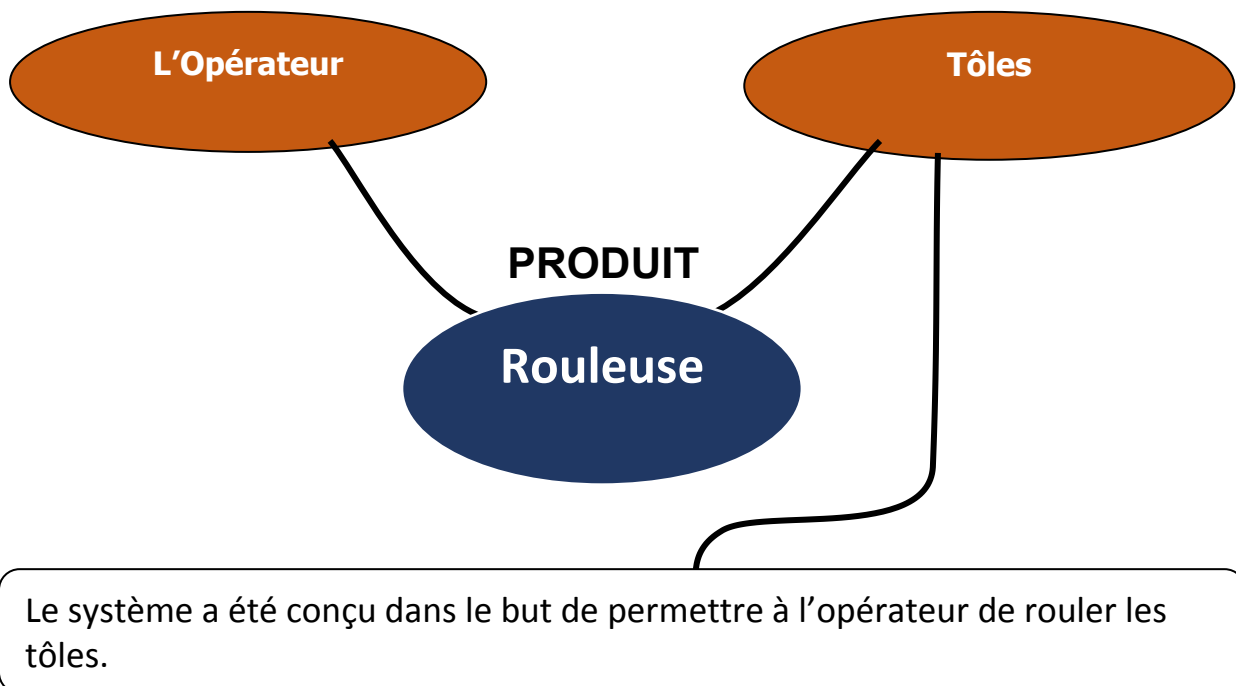 L’Opérateur
Tôles
PRODUIT
Rouleuse
Le système a été conçu dans le but de permettre à l’opérateur de rouler les
tôles.